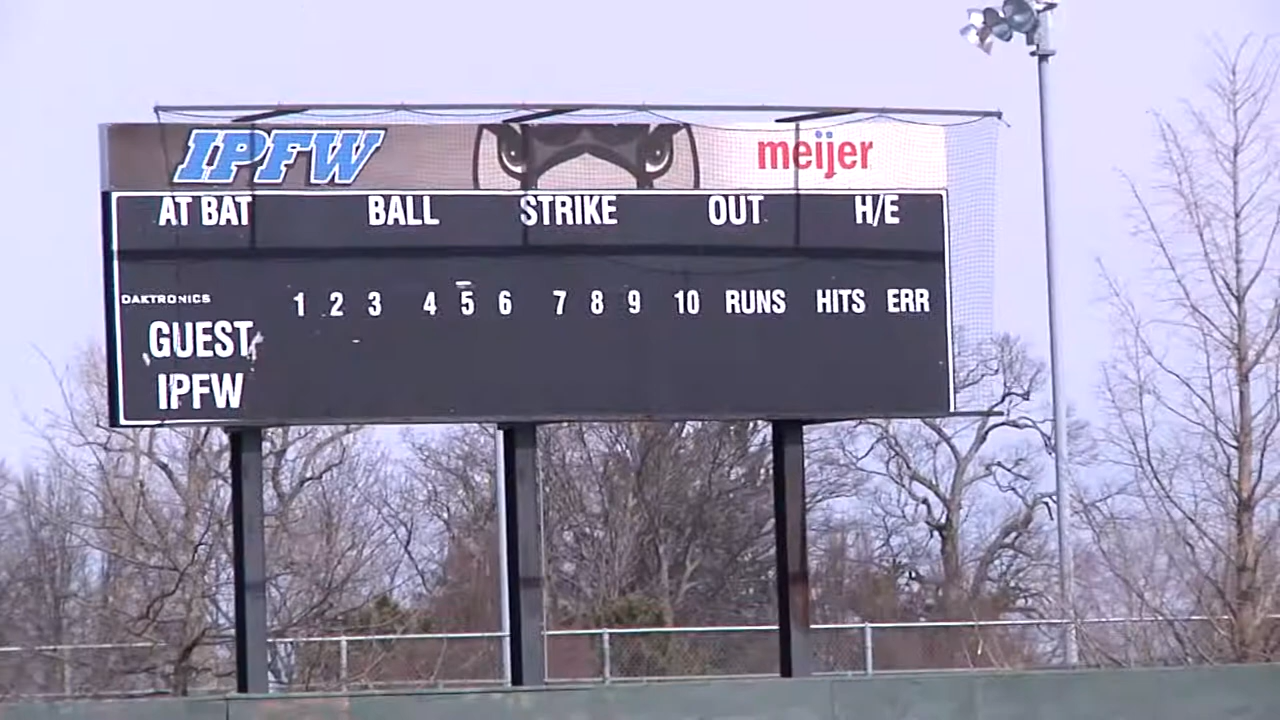 IPFW meijer
AT BAT BALL STRIKE OUT H/E
DAKTRONICS 1 2 3 4 5 6 7 8 9 10 RUNS HITS ERR
GUEST
IPFW